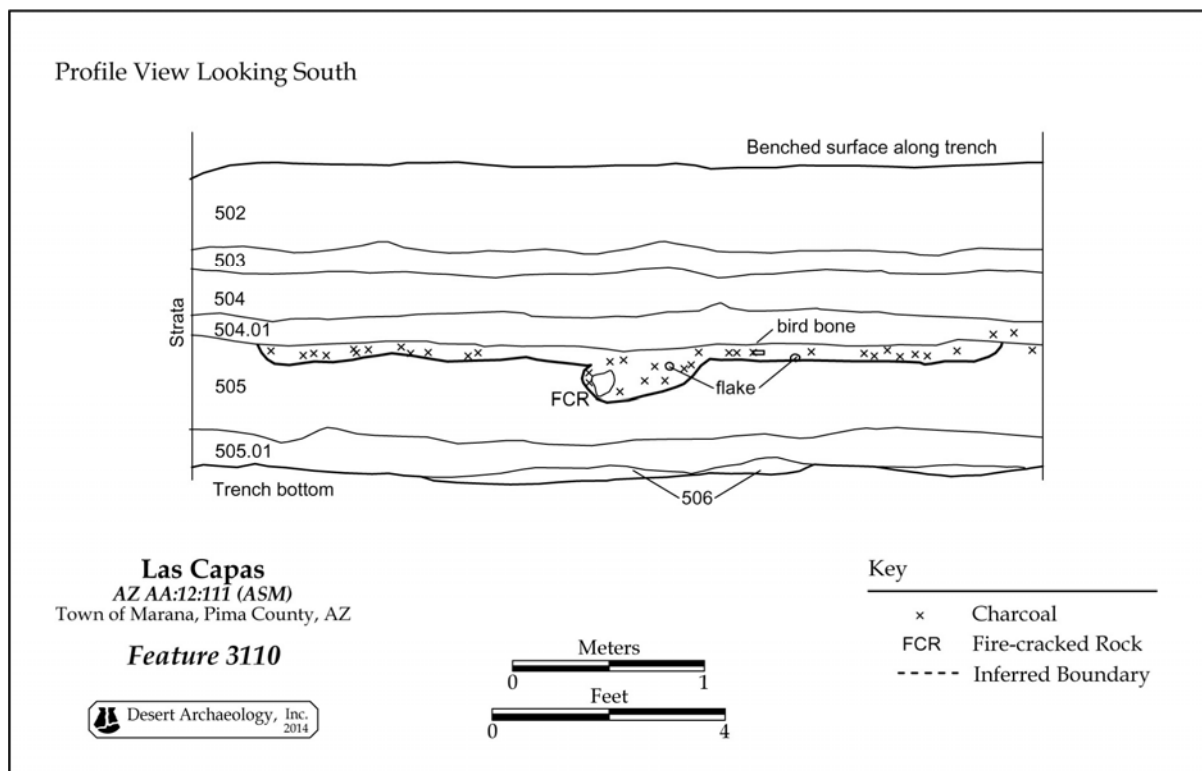 Profile View Looking South
Benched surface along trench
502
503
504
504.01
bird bone
Strata
505
FCR
flake
505.01
Trench bottom
506
Las Capas
AZ AA:12:111 (ASM)
Town of Marana, Pima County, AZ
Feature 3110
Desert Archaeology, Inc.
2014
Meters
0 1
Feet
0 4
Key
× Charcoal
FCR Fire-cracked Rock
Inferred Boundary